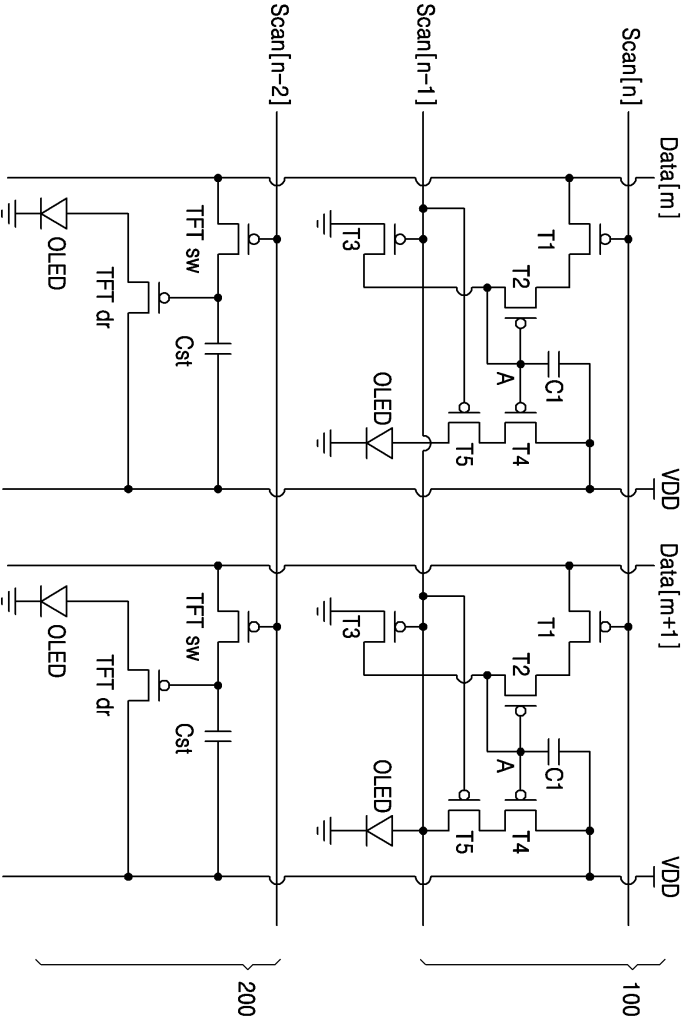 Data[m]
VDD
Data[m+1]
VDD
Scan[n]
T1
T2
C1
A
T4
T5
T3
OLED
T1
T2
C1
A
T4
T5
T3
OLED
100
Scan[n-1]
Scan[n-2]
TFT sw
Cst
TFT dr
OLED
TFT sw
Cst
TFT dr
OLED
200